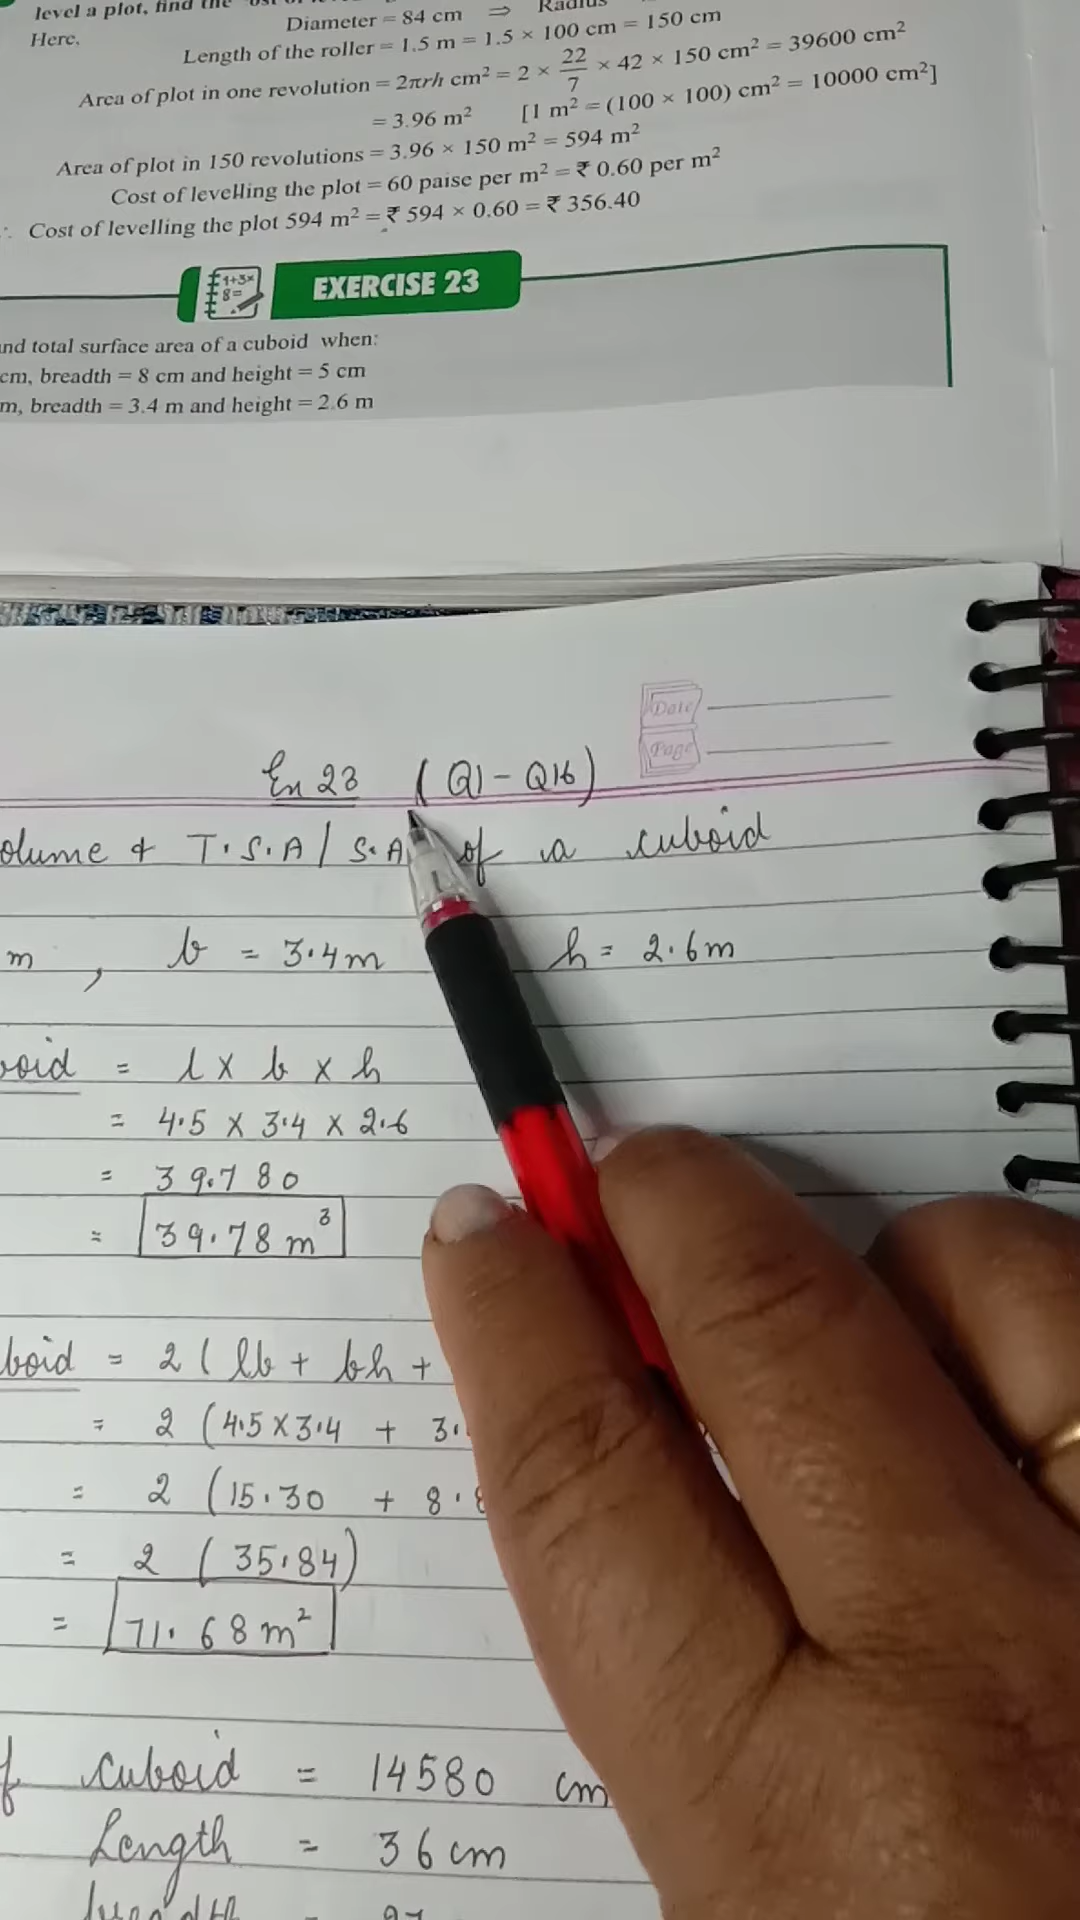 level a plot, find the
Here,
Diameter = 84 cm ⇒ Radius
Length of the roller = 1.5 m = 1.5 × 100 cm = 150 cm
Area of plot in one revolution = 2πrh cm² = 2 × 22/7 × 42 × 150 cm² = 39600 cm²
= 3.96 m² [1 m² = (100 × 100) cm² = 10000 cm²]
Area of plot in 150 revolutions = 3.96 × 150 m² = 594 m²
Cost of levelling the plot = 60 paise per m² = ₹ 0.60 per m²
∴ Cost of levelling the plot 594 m² = ₹ 594 × 0.60 = ₹ 356.40
1+3×
8=
EXERCISE 23
nd total surface area of a cuboid when:
cm, breadth = 8 cm and height = 5 cm
m, breadth = 3.4 m and height = 2.6 m
Date
Page
Ex 23 (Q1 - Q16)
olume & T.S.A / S.A of a cuboid
m, b = 3.4m h = 2.6m
oid = l × b × h
= 4.5 × 3.4 × 2.6
= 39.780
= 39.78 m³
boid = 2 ( lb + bh +
= 2 (4.5×3.4 + 3.
= 2 (15.30 + 8.8
= 2 (35.84)
= 71.68 m²
f cuboid = 14580 cm
Length = 36 cm